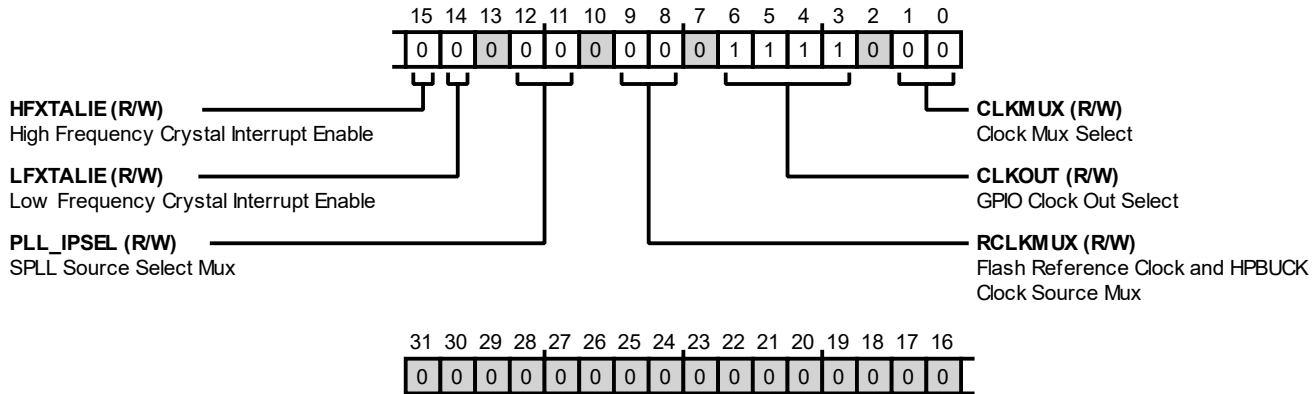 15 14 13 12 11 10 9 8 7 6 5 4 3 2 1 0
0 0 0 0 0 0 0 0 0 1 1 1 1 0 0 0
HFXTALIE (R/W)
High Frequency Crystal Interrupt Enable
LFXTALIE (R/W)
Low Frequency Crystal Interrupt Enable
PLL_IPSEL (R/W)
SPLL Source Select Mux
CLKMUX (R/W)
Clock Mux Select
CLKOUT (R/W)
GPIO Clock Out Select
RCLKMUX (R/W)
Flash Reference Clock and HPBUCK
Clock Source Mux
31 30 29 28 27 26 25 24 23 22 21 20 19 18 17 16
0 0 0 0 0 0 0 0 0 0 0 0 0 0 0 0